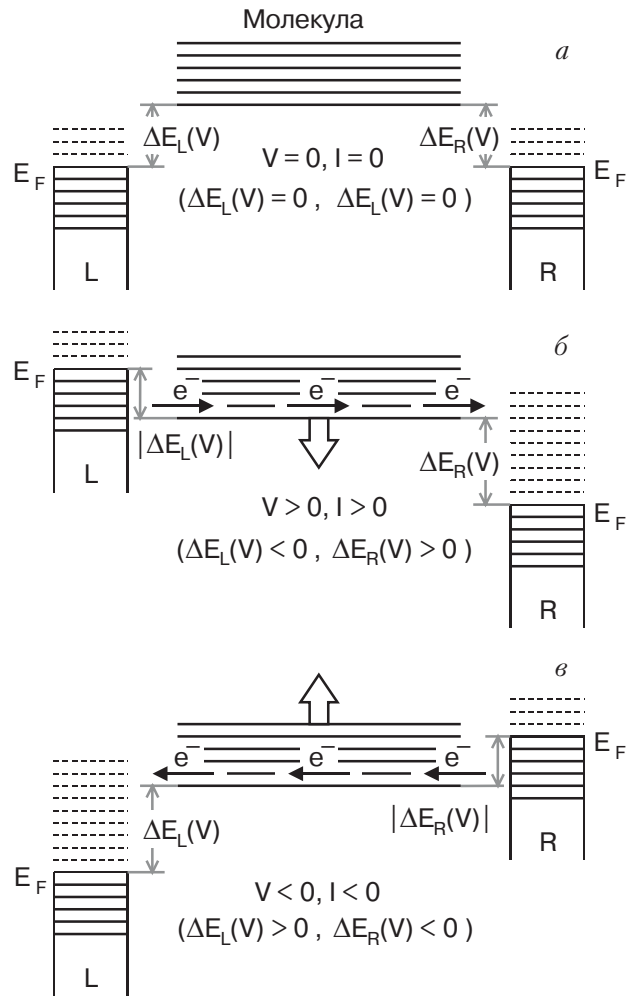 Молекула
а
ΔE_L(V)
ΔE_R(V)
V = 0, I = 0
E_F
E_F
(ΔE_L(V) = 0 , ΔE_L(V) = 0 )
L
R
б
E_F
e⁻ e⁻ e⁻
|ΔE_L(V)|
L
ΔE_R(V)
V > 0, I > 0
(ΔE_L(V) < 0 , ΔE_R(V) > 0 )
E_F
R
в
E_F
e⁻ e⁻ e⁻
ΔE_L(V)
|ΔE_R(V)|
R
E_F
V < 0, I < 0
(ΔE_L(V) > 0 , ΔE_R(V) < 0 )
L